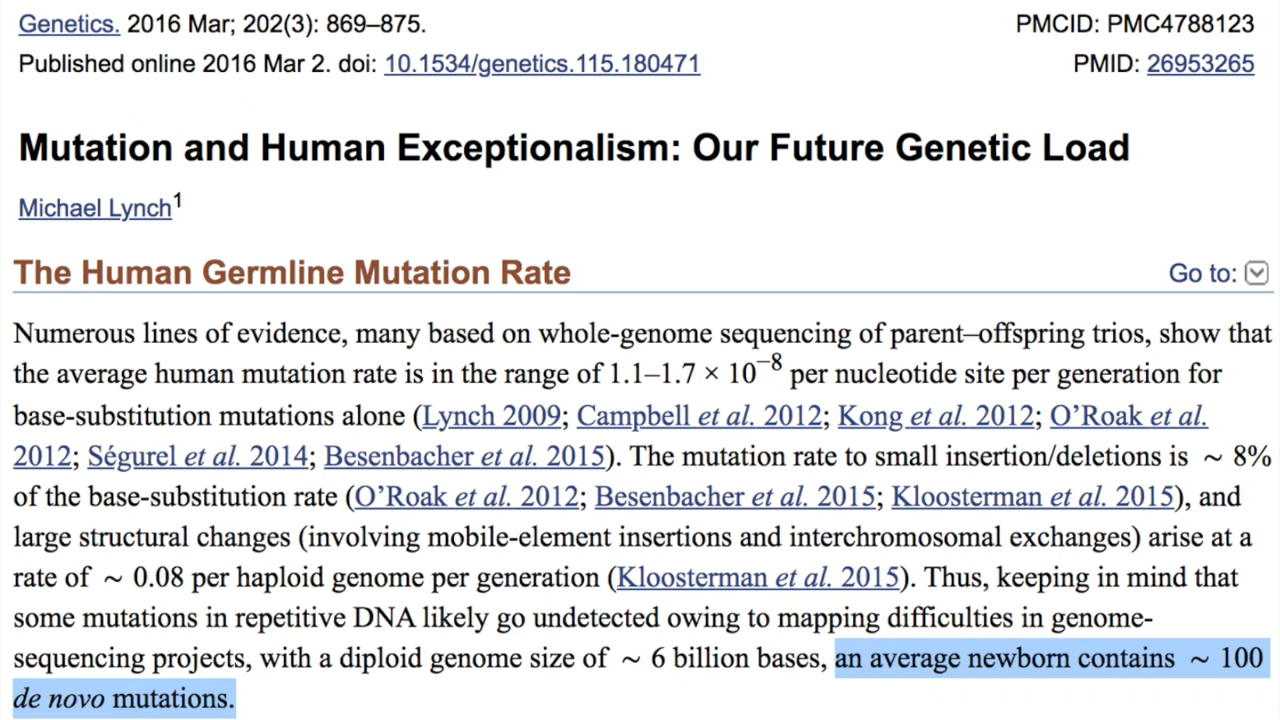 Genetics. 2016 Mar; 202(3): 869–875.
PMCID: PMC4788123
Published online 2016 Mar 2. doi: 10.1534/genetics.115.180471
PMID: 26953265
Mutation and Human Exceptionalism: Our Future Genetic Load
Michael Lynch1
The Human Germline Mutation Rate
Go to:
Numerous lines of evidence, many based on whole-genome sequencing of parent–offspring trios, show that
the average human mutation rate is in the range of 1.1–1.7 × 10−8 per nucleotide site per generation for
base-substitution mutations alone (Lynch 2009; Campbell et al. 2012; Kong et al. 2012; O’Roak et al.
2012; Ségurel et al. 2014; Besenbacher et al. 2015). The mutation rate to small insertion/deletions is ∼ 8%
of the base-substitution rate (O’Roak et al. 2012; Besenbacher et al. 2015; Kloosterman et al. 2015), and
large structural changes (involving mobile-element insertions and interchromosomal exchanges) arise at a
rate of ∼ 0.08 per haploid genome per generation (Kloosterman et al. 2015). Thus, keeping in mind that
some mutations in repetitive DNA likely go undetected owing to mapping difficulties in genome-
sequencing projects, with a diploid genome size of ∼ 6 billion bases, an average newborn contains ∼ 100
de novo mutations.